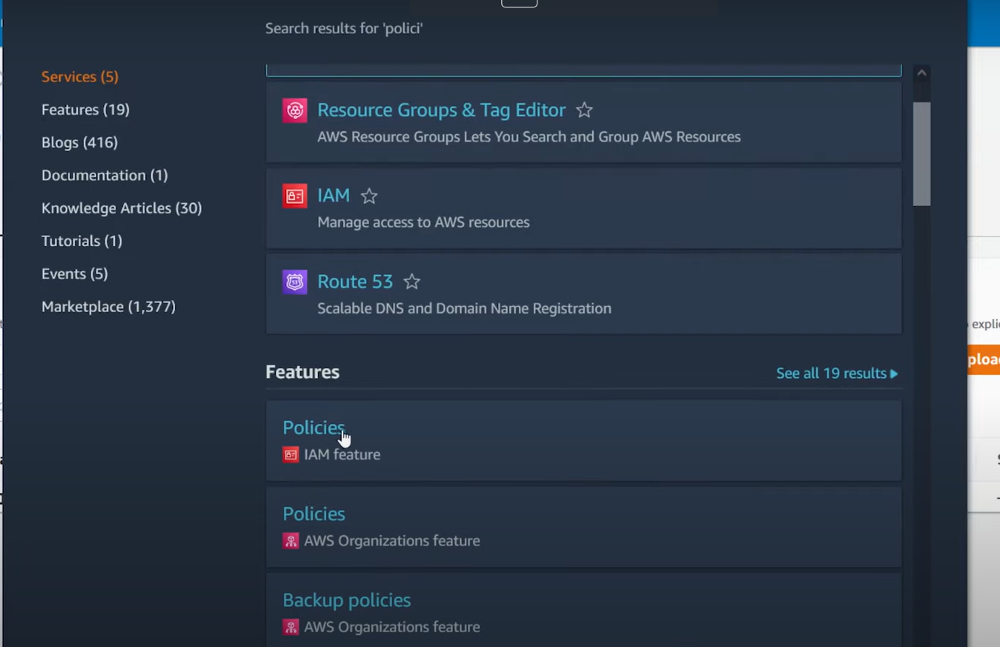 Search results for 'polici'
Services (5)
Features (19)
Blogs (416)
Documentation (1)
Knowledge Articles (30)
Tutorials (1)
Events (5)
Marketplace (1,377)
Resource Groups & Tag Editor
AWS Resource Groups Lets You Search and Group AWS Resources
IAM
Manage access to AWS resources
Route 53
Scalable DNS and Domain Name Registration
Features
See all 19 results
Policies
IAM feature
Policies
AWS Organizations feature
Backup policies
AWS Organizations feature